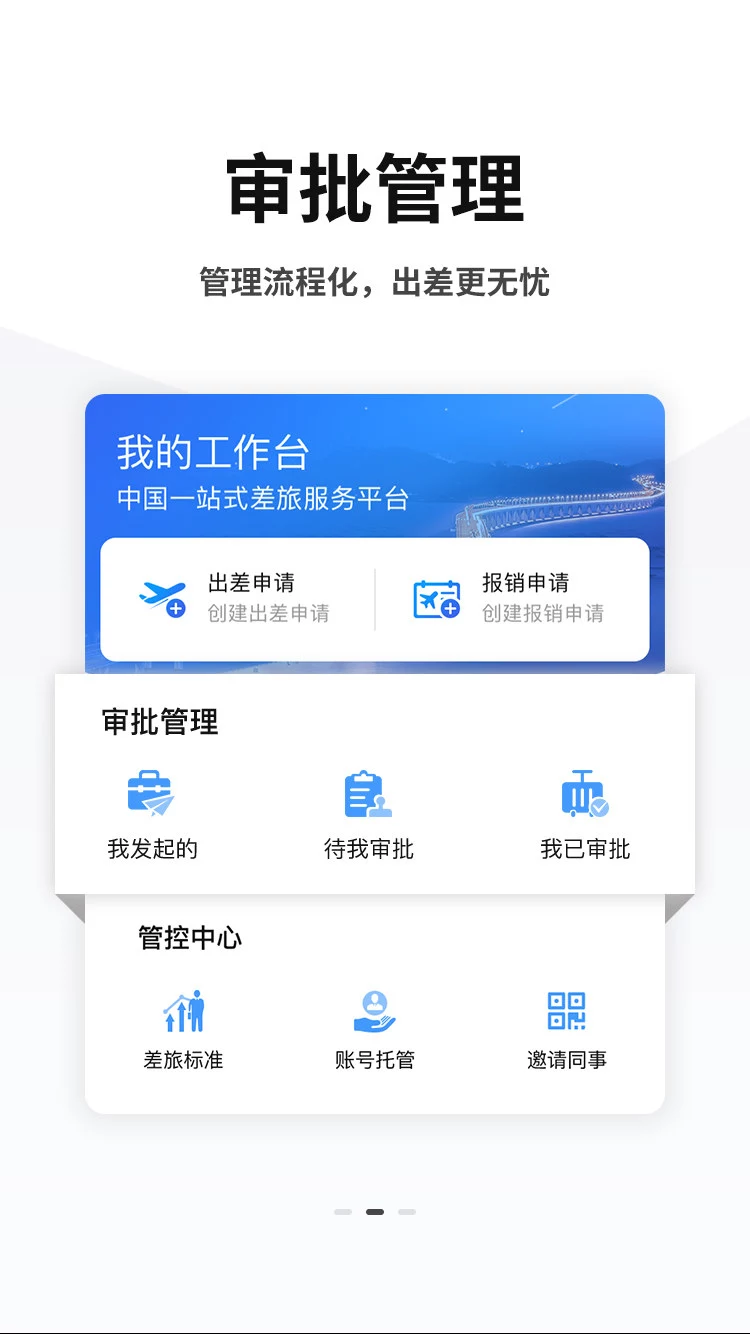 审批管理
管理流程化，出差更无忧
我的工作台
中国一站式差旅服务平台
出差申请
创建出差申请
报销申请
创建报销申请
审批管理
我发起的
待我审批
我已审批
管控中心
差旅标准
账号托管
邀请同事